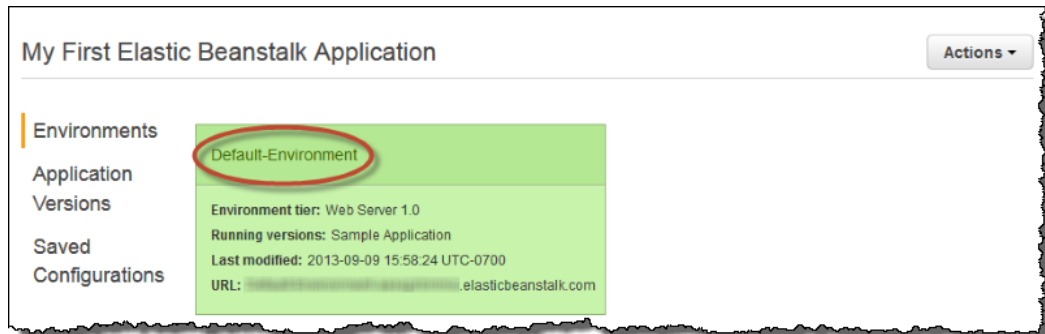 My First Elastic Beanstalk Application
Actions
Environments
Application
Versions
Saved
Configurations
Default-Environment
Environment tier: Web Server 1.0
Running versions: Sample Application
Last modified: 2013-09-09 15:58:24 UTC-0700
URL: .elasticbeanstalk.com